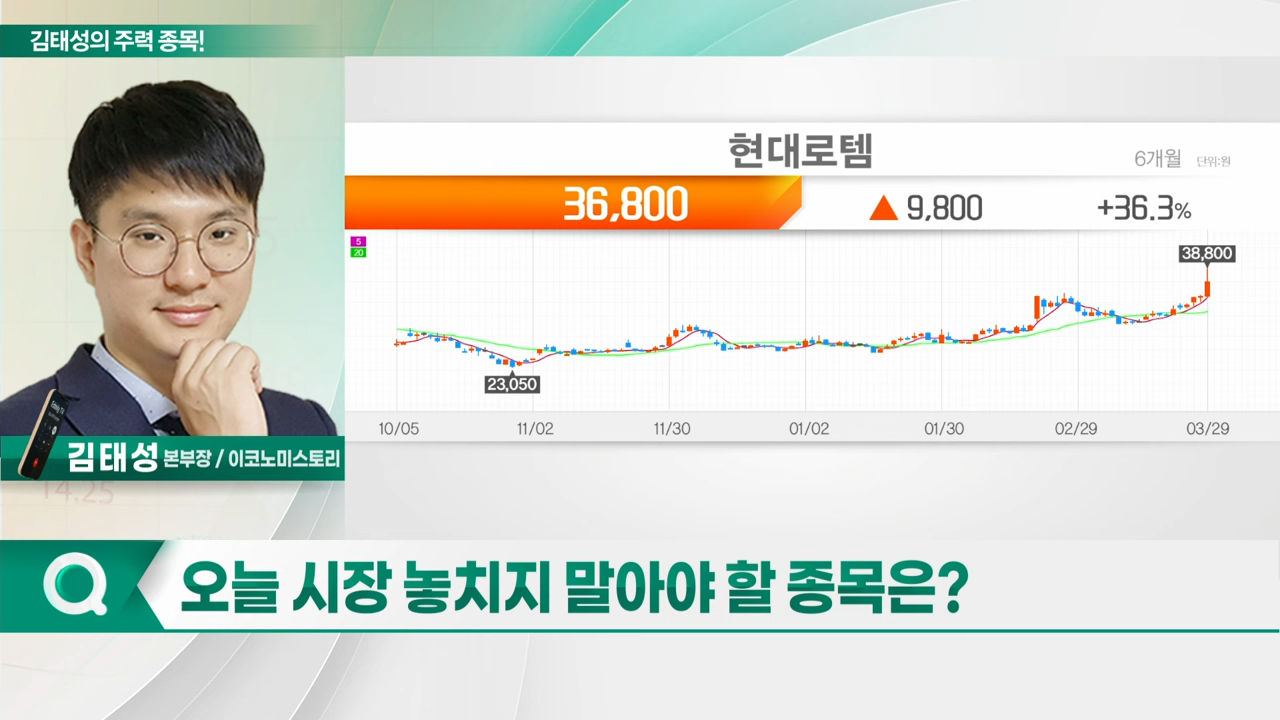 김태성의 주력 종목!
현대로템
6개월 단위:원
36,800 ▲ 9,800 +36.3%
5
20
38,800
23,050
10/05 11/02 11/30 01/02 01/30 02/29 03/29
김태성 본부장 / 이코노미스토리
14.25
오늘 시장 놓치지 말아야 할 종목은?